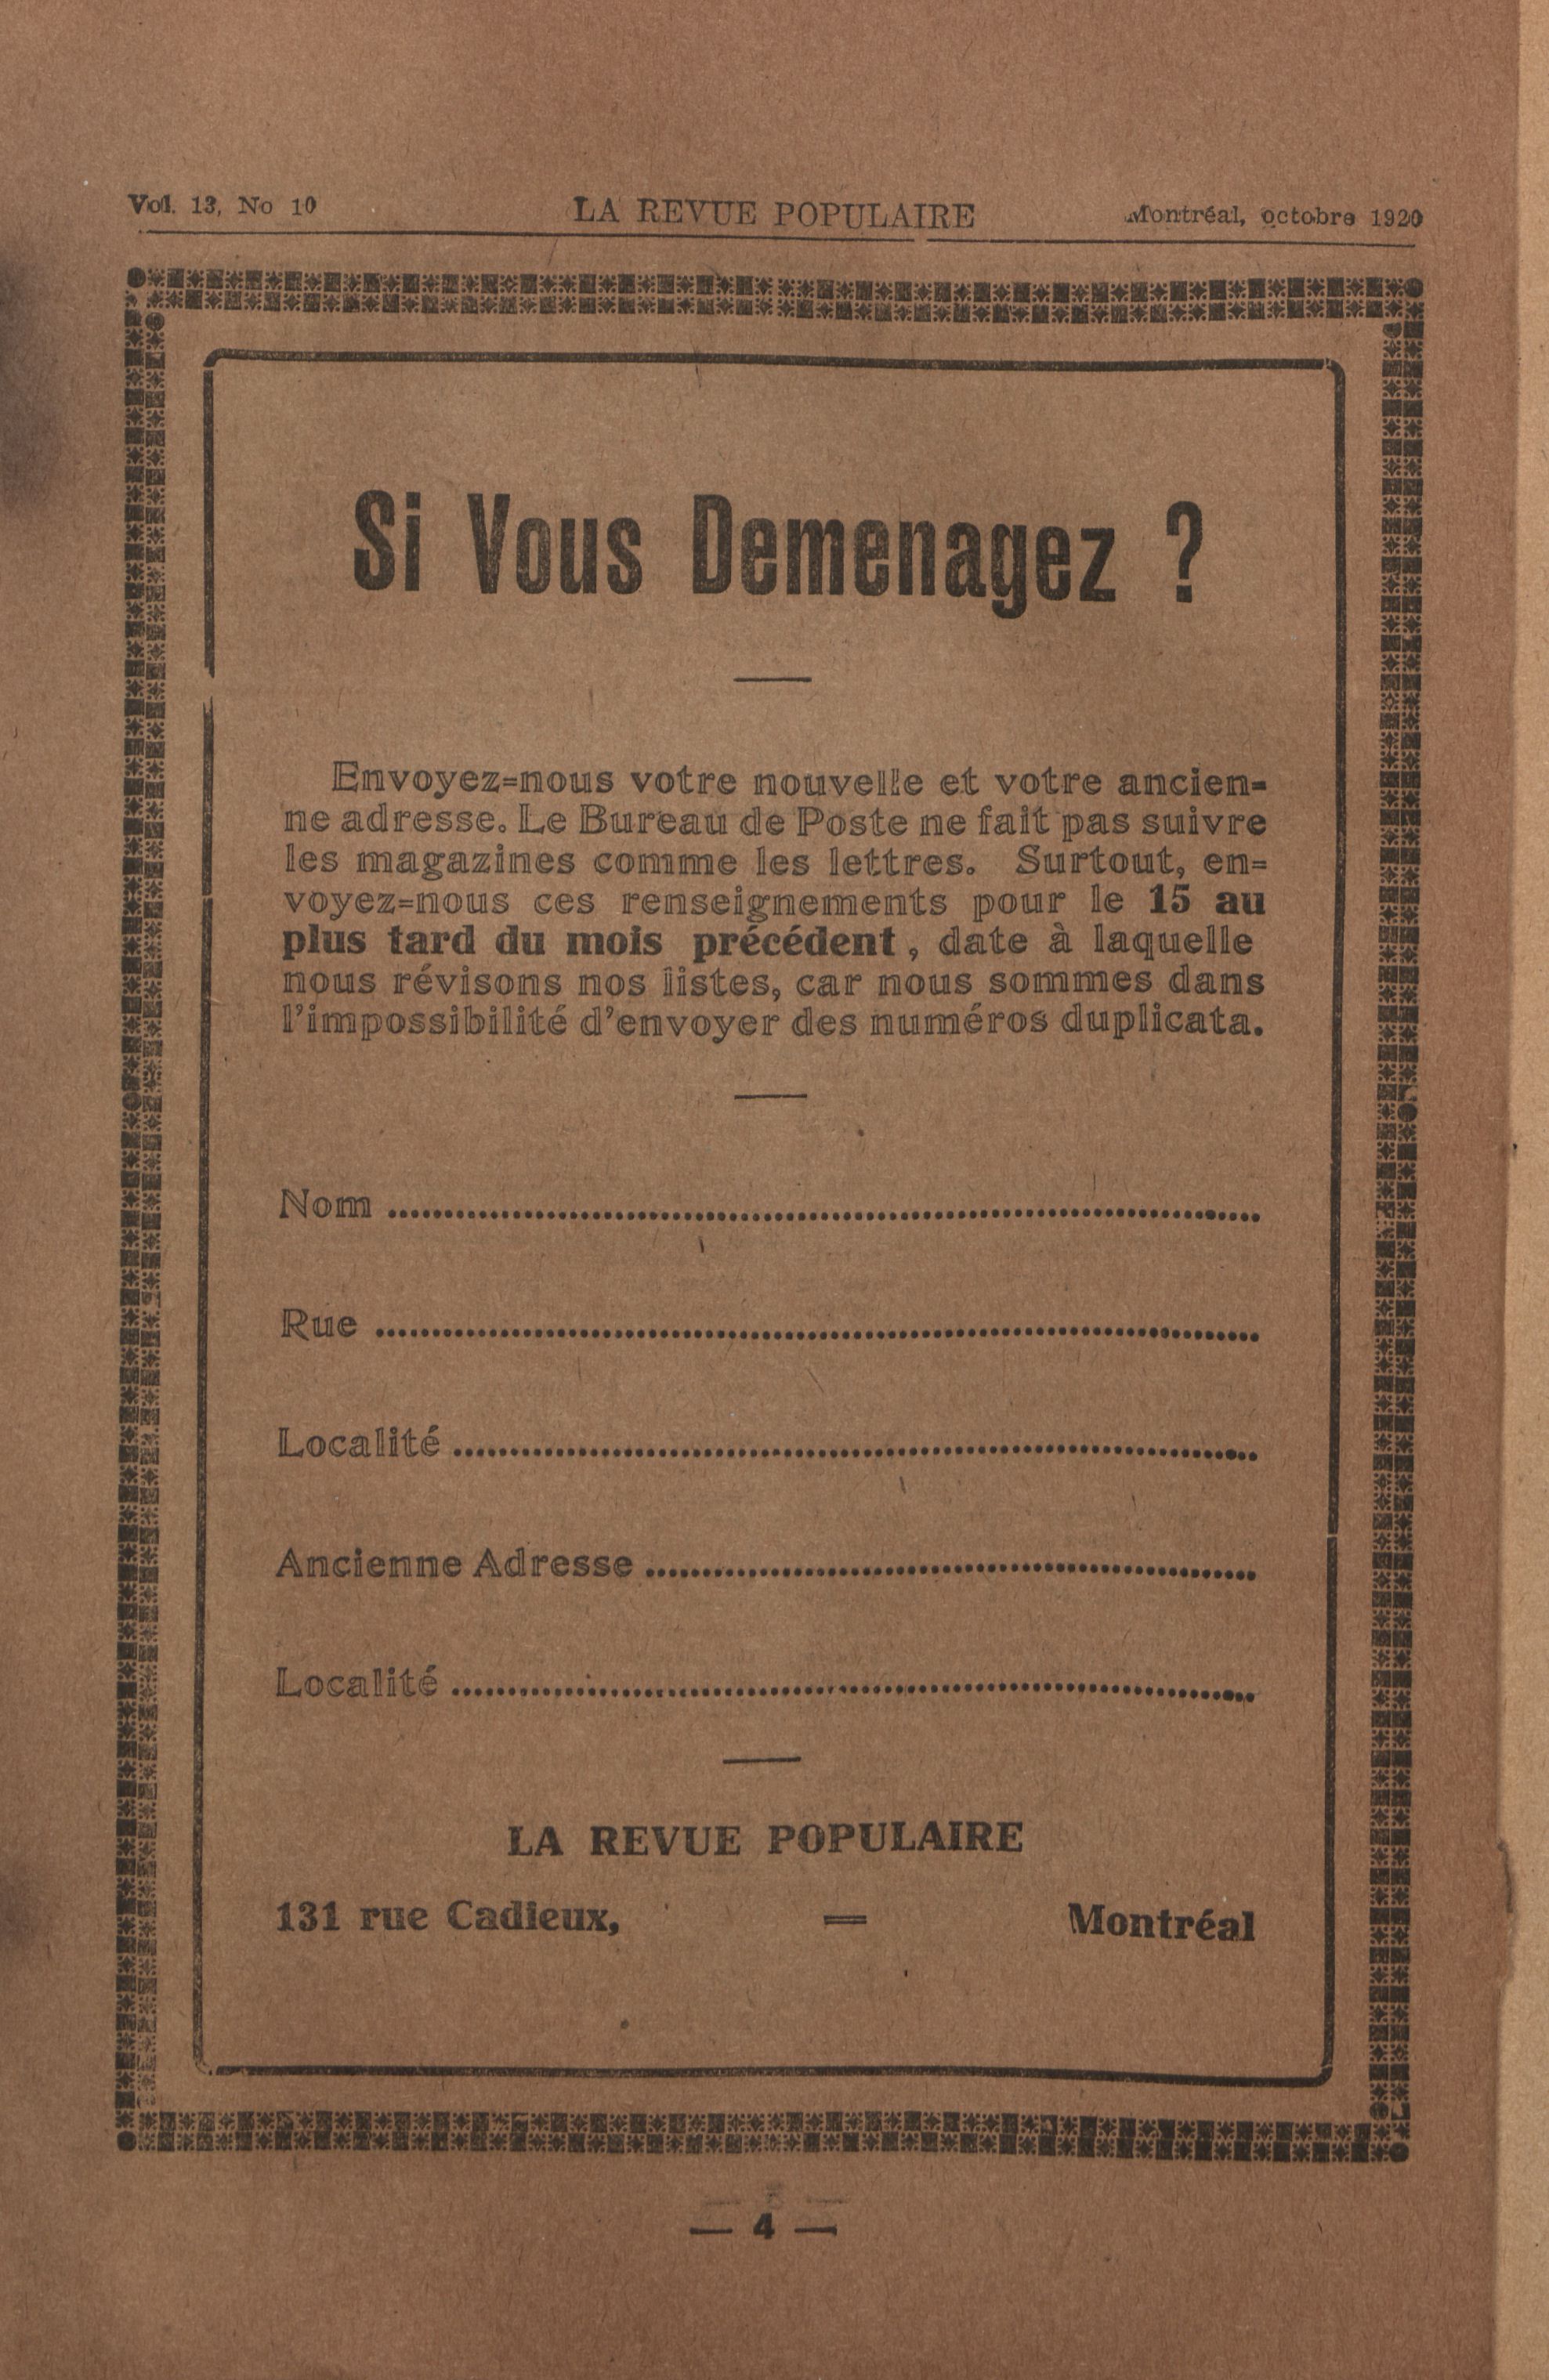 Vol. 13, No 10 LA REVUE POPULAIRE Montréal, octobre 1920
Si Vous Demenagez ?
Envoyez=nous votre nouvelle et votre ancien=
ne adresse. Le Bureau de Poste ne fait pas suivre
les magazines comme les lettres. Surtout, en=
voyez=nous ces renseignements pour le 15 au
plus tard du mois précédent, date à laquelle
nous révisons nos listes, car nous sommes dans
l'impossibilité d'envoyer des numéros duplicata.
Nom ....................
Rue ....................
Localité ....................
Ancienne Adresse ....................
Localité ....................
LA REVUE POPULAIRE
131 rue Cadieux, = Montréal
— 4 —